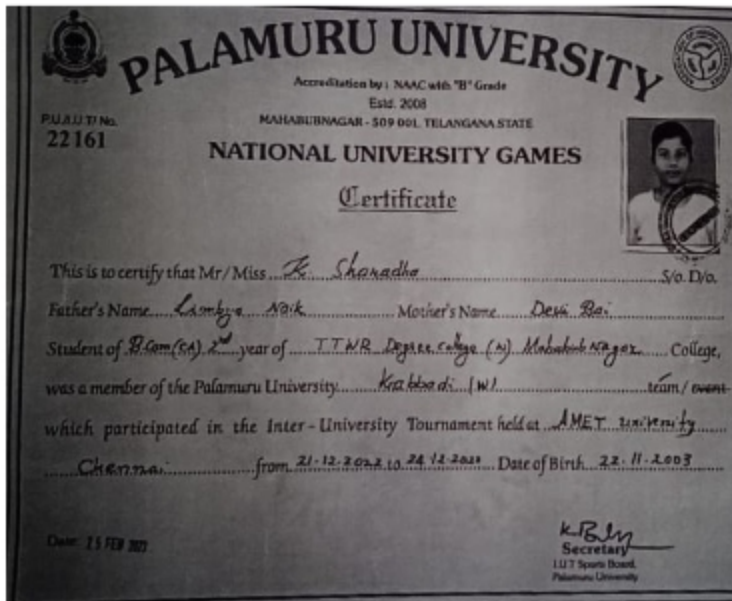 PALAMURU UNIVERSITY
Accreditation by : NAAC with "B" Grade
Estd. 2008
MAHABUBNAGAR - 509 001, TELANGANA STATE
P.U./I.U.T/ No.
22161
NATIONAL UNIVERSITY GAMES
Certificate
This is to certify that Mr/Miss K. Sharadha S/o. D/o.
Father's Name Naik Mother's Name Devi Bai
Student of B.Com(CA) 2nd year of TTWR Degree College (W) Mahabub Nagar College,
was a member of the Palamuru University Kabbadi (W) team/ event
which participated in the Inter-University Tournament held at AMET University
Chennai from 21-12-2022 to 24-12-2022 Date of Birth 22-11-2003
Date: 25 FEB
Secretary
I.U.T Sports Board,
Palamuru University